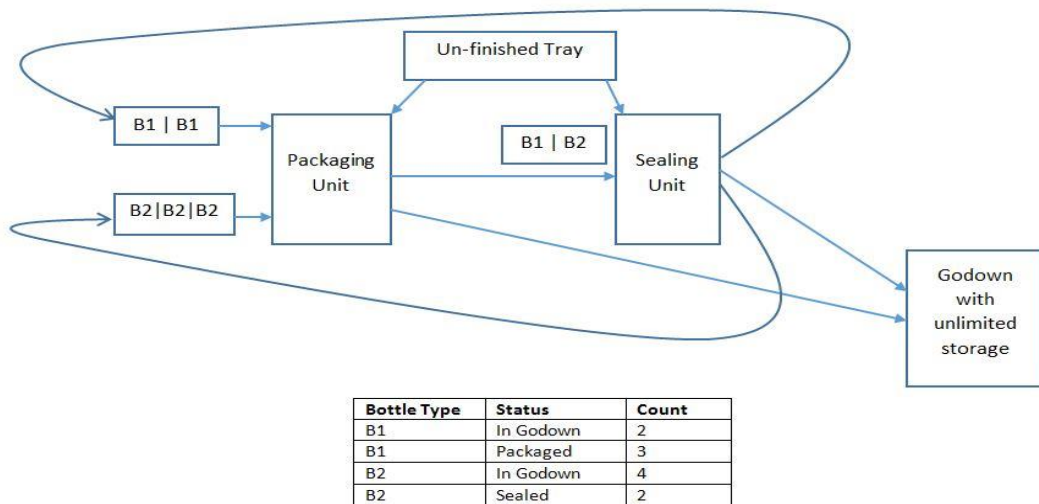 Un-finished Tray
B1 | B1
Packaging
Unit
B1 | B2
Sealing
Unit
B2|B2|B2
Godown
with
unlimited
storage
Bottle Type Status Count
B1 In Godown 2
B1 Packaged 3
B2 In Godown 4
B2 Sealed 2